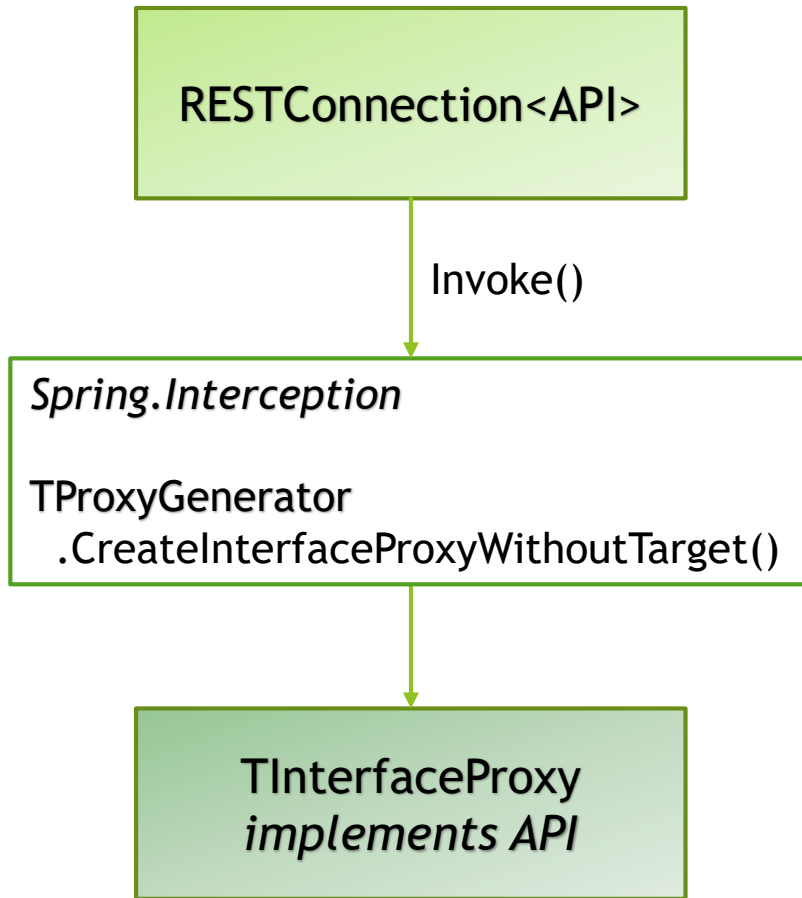 RESTConnection<API>
Invoke()
Spring.Interception
TProxyGenerator
.CreateInterfaceProxyWithoutTarget()
TInterfaceProxy
implements API